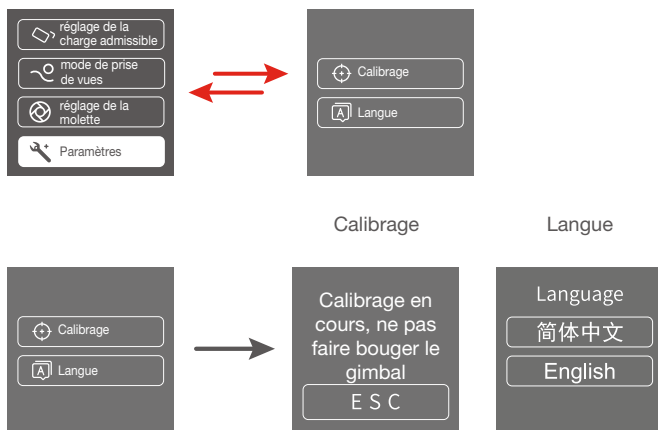 réglage de la
charge admissible
mode de prise
de vues
réglage de la
molette
Paramètres
Calibrage
Langue
Calibrage
Langue
Calibrage
Langue
Calibrage en
cours, ne pas
faire bouger le
gimbal
ESC
Language
简体中文
English